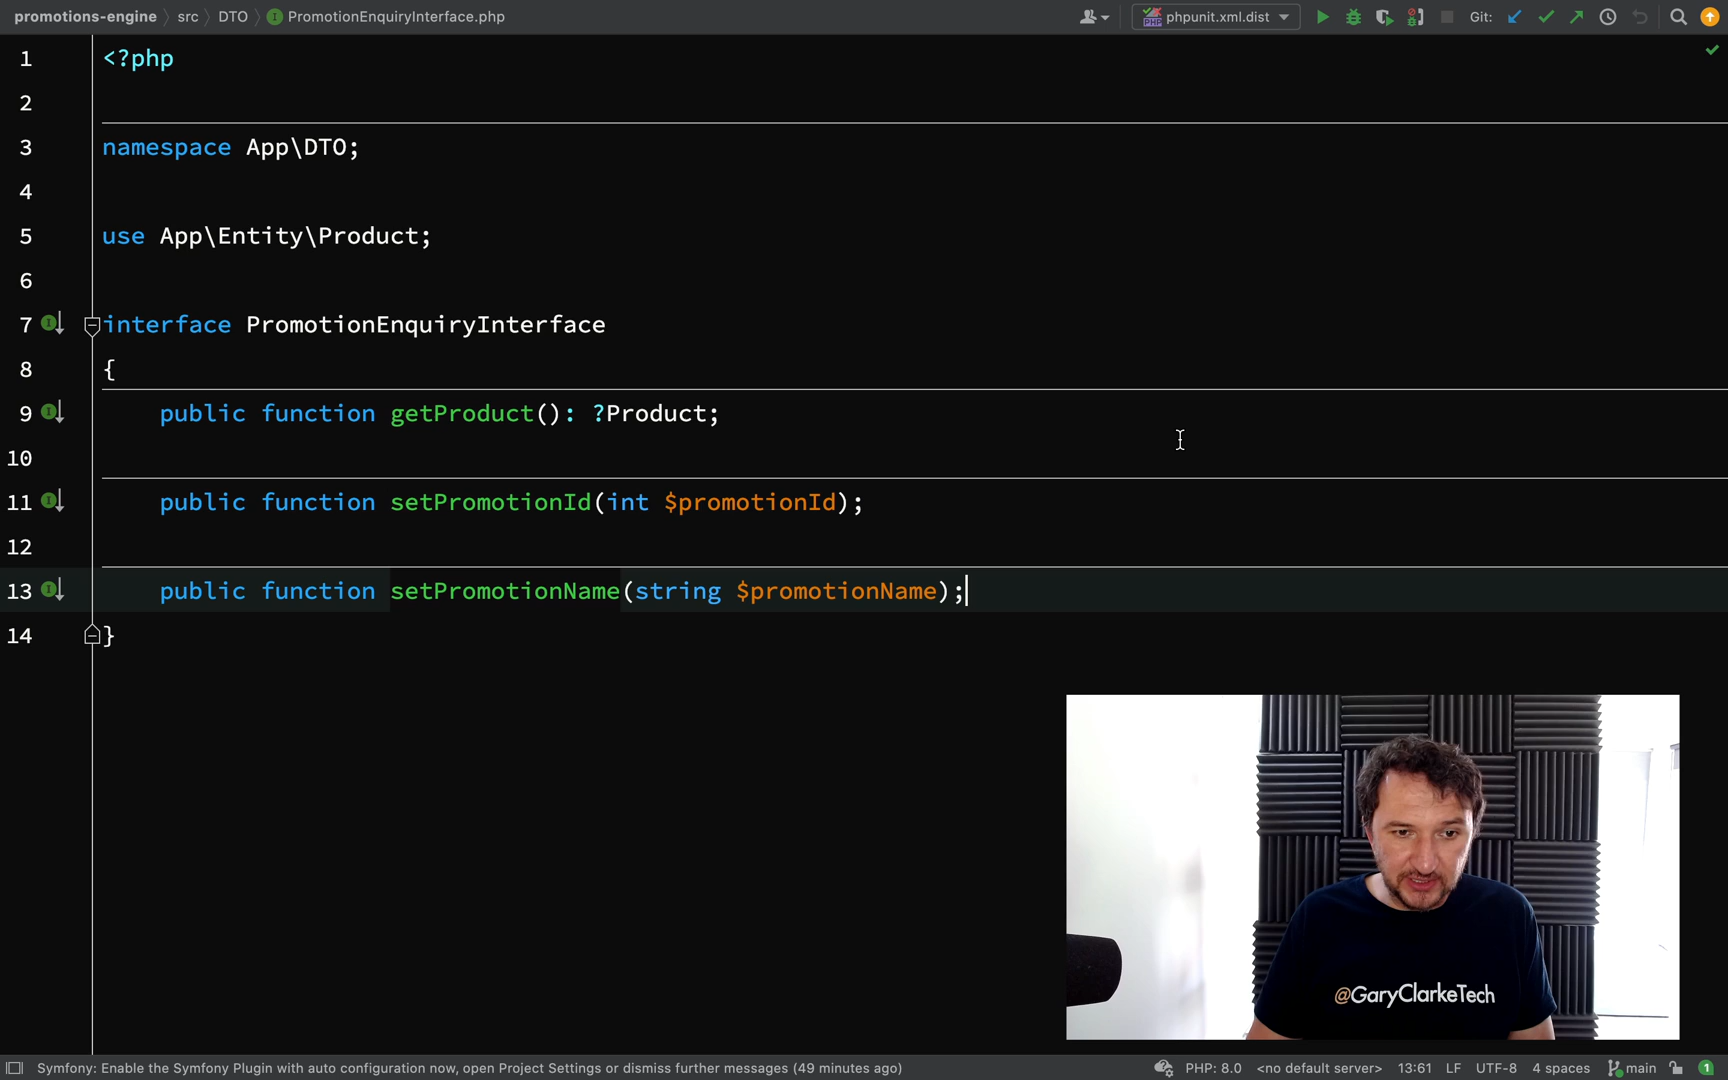 promotions-engine src DTO PromotionEnquiryInterface.php phpunit.xml.dist Git:
1 <?php
2
3 namespace App\DTO;
4
5 use App\Entity\Product;
6
7 interface PromotionEnquiryInterface
8 {
9 public function getProduct(): ?Product;
10
11 public function setPromotionId(int $promotionId);
12
13 public function setPromotionName(string $promotionName);
14 }
@GaryClarkeTech
Symfony: Enable the Symfony Plugin with auto configuration now, open Project Settings or dismiss further messages (49 minutes ago) PHP: 8.0 <no default server> 13:61 LF UTF-8 4 spaces main 1